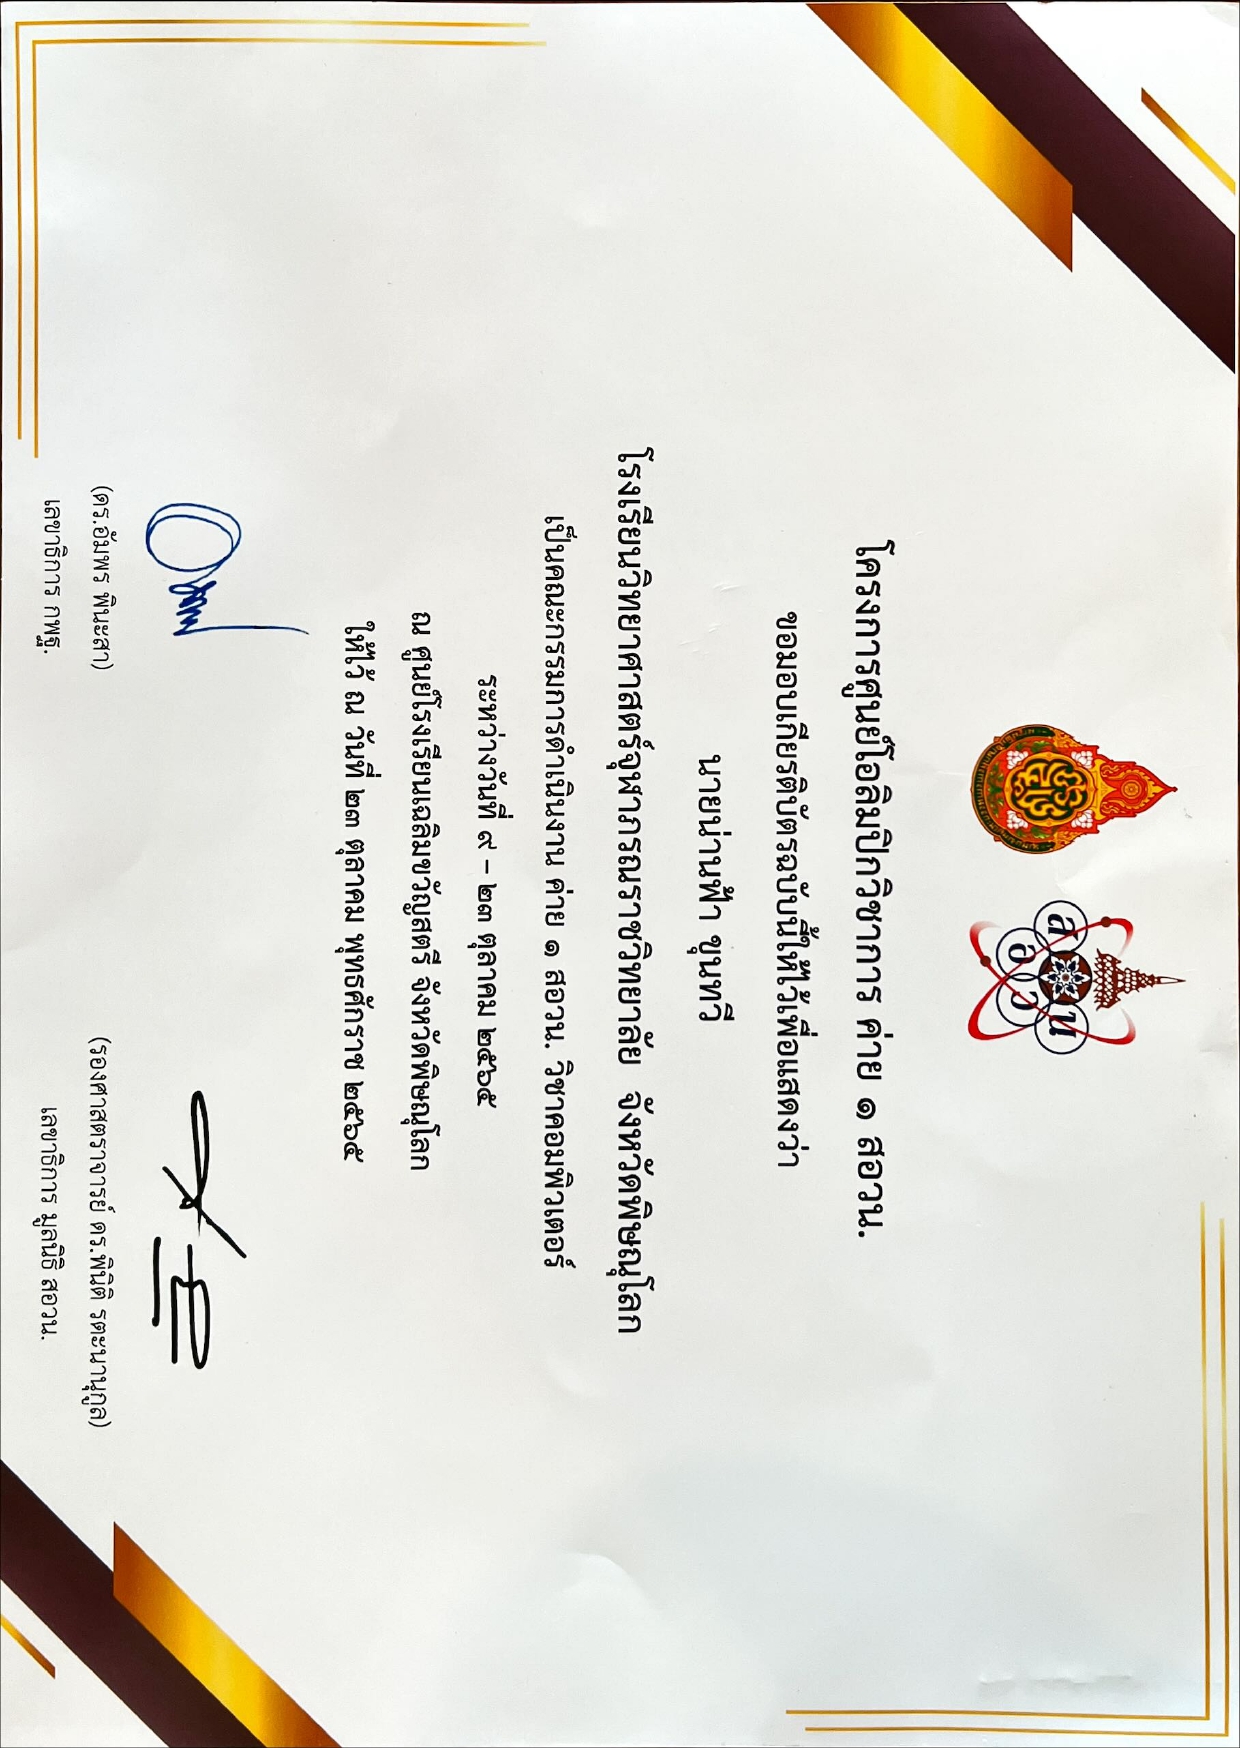 ส อ ว น
โครงการศูนย์โอลิมปิกวิชาการ ค่าย ๑ สอวน.
ขอมอบเกียรติบัตรฉบับนี้ให้ไว้เพื่อแสดงว่า
นายน่านฟ้า ขุนทวี
โรงเรียนวิทยาศาสตร์จุฬาภรณราชวิทยาลัย จังหวัดพิษณุโลก
เป็นคณะกรรมการดำเนินงาน ค่าย ๑ สอวน. วิชาคอมพิวเตอร์
ระหว่างวันที่ ๙ – ๒๓ ตุลาคม ๒๕๖๕
ณ ศูนย์โรงเรียนเฉลิมขวัญสตรี จังหวัดพิษณุโลก
ให้ไว้ ณ วันที่ ๒๓ ตุลาคม พุทธศักราช ๒๕๖๕
(ดร.อัมพร พินะสา)
เลขาธิการ กพฐ.
(รองศาสตราจารย์ ดร.พินิติ รตะนานุกูล)
เลขาธิการ มูลนิธิ สอวน.